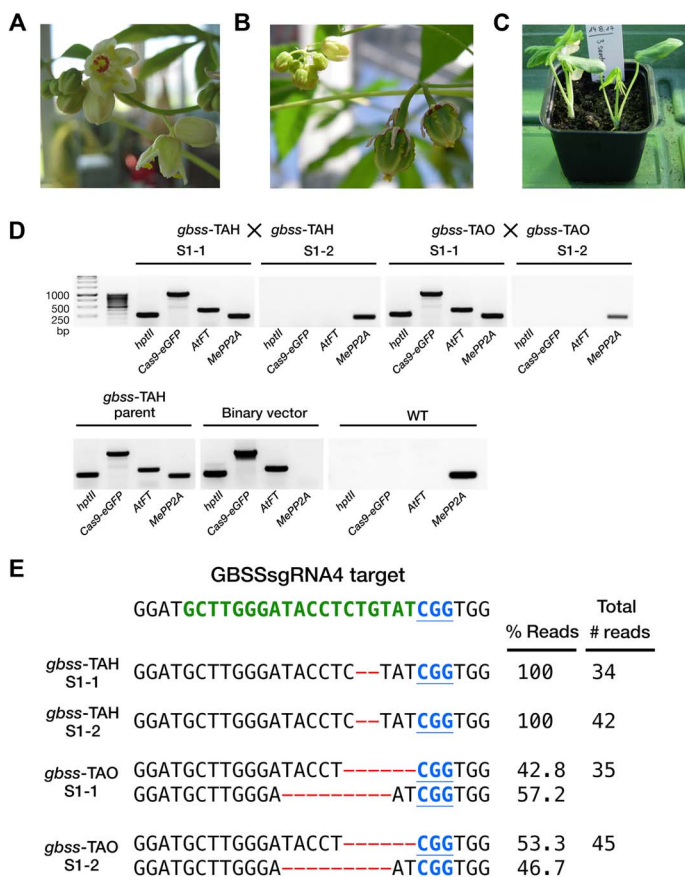 A
B
C
D
gbss-TAH X gbss-TAH
gbss-TAO X gbss-TAO
S1-1
S1-2
S1-1
S1-2
1000
500
250
bp
hptII
Cas9-eGFP
AtFT
MePP2A
hptII
Cas9-eGFP
AtFT
MePP2A
hptII
Cas9-eGFP
AtFT
MePP2A
hptII
Cas9-eGFP
AtFT
MePP2A
gbss-TAH
parent
Binary vector
WT
hptII
Cas9-eGFP
AtFT
MePP2A
hptII
Cas9-eGFP
AtFT
MePP2A
hptII
Cas9-eGFP
AtFT
MePP2A
E
GBSSsgRNA4 target
GGATGCTTGGGATACCTCTGTATCGGTGG
% Reads
Total
# reads
gbss-TAH
S1-1
GGATGCTTGGGATACCTC--TATCGGTGG
100
34
gbss-TAH
S1-2
GGATGCTTGGGATACCTC--TATCGGTGG
100
42
gbss-TAO
S1-1
GGATGCTTGGGATACCT------CGGTGG
42.8
35
GGATGCTTGGGA---------ATCGGTGG
57.2
gbss-TAO
S1-2
GGATGCTTGGGATACCT------CGGTGG
53.3
45
GGATGCTTGGGA---------ATCGGTGG
46.7